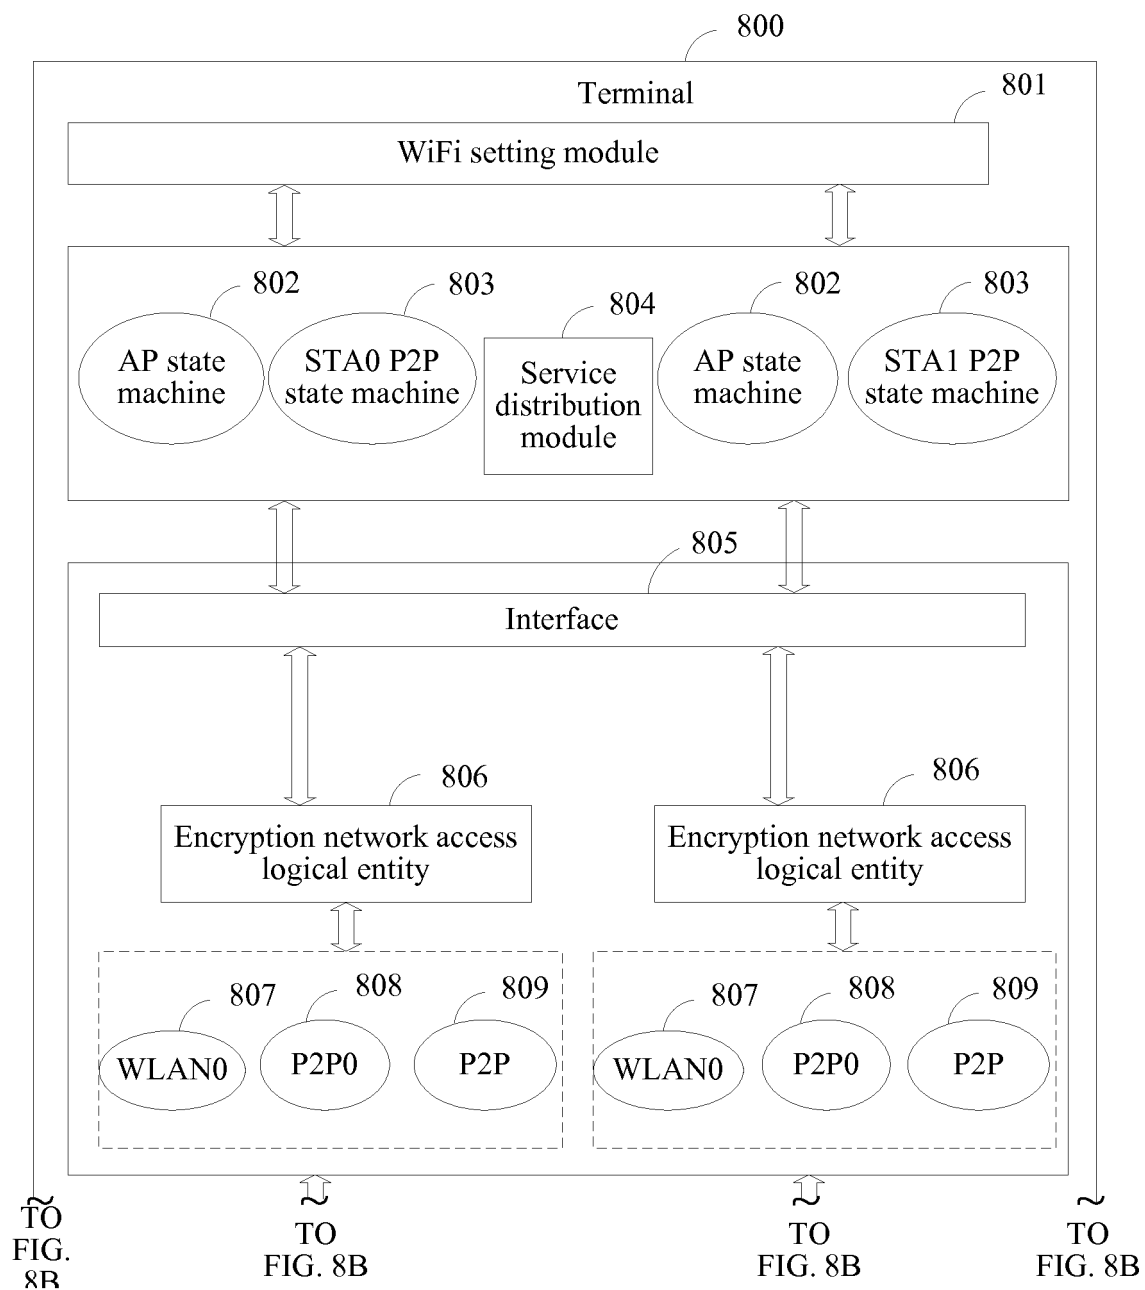 800
Terminal
801
WiFi setting module
802
803
804
802
803
AP state
machine
STA0 P2P
state machine
Service
distribution
module
AP state
machine
STA1 P2P
state machine
805
Interface
806
806
Encryption network access
logical entity
Encryption network access
logical entity
807
808
809
807
808
809
WLAN0
P2P0
P2P
WLAN0
P2P0
P2P
TO
FIG.
8B
TO
FIG. 8B
TO
FIG. 8B
TO
FIG. 8B